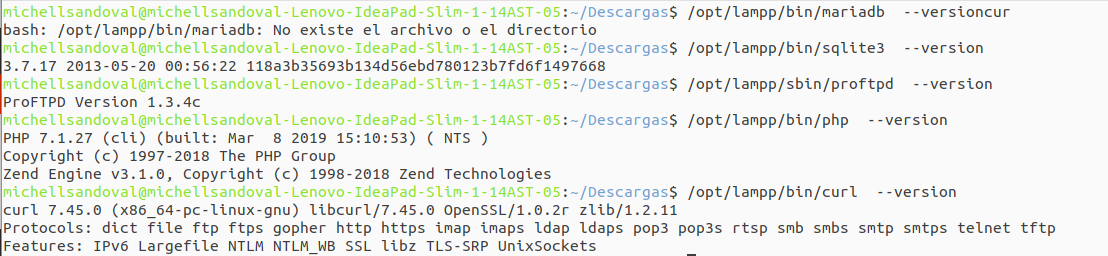 michellsandoval@michellsandoval-Lenovo-IdeaPad-Slim-1-14AST-05:~/Descargas$ /opt/lampp/bin/mariadb  --versioncur
bash: /opt/lampp/bin/mariadb: No existe el archivo o el directorio
michellsandoval@michellsandoval-Lenovo-IdeaPad-Slim-1-14AST-05:~/Descargas$ /opt/lampp/bin/sqlite3  --version
3.7.17 2013-05-20 00:56:22 118a3b35693b134d56ebd780123b7fd6f1497668
michellsandoval@michellsandoval-Lenovo-IdeaPad-Slim-1-14AST-05:~/Descargas$ /opt/lampp/sbin/proftpd  --version
ProFTPD Version 1.3.4c
michellsandoval@michellsandoval-Lenovo-IdeaPad-Slim-1-14AST-05:~/Descargas$ /opt/lampp/bin/php  --version
PHP 7.1.27 (cli) (built: Mar  8 2019 15:10:53) ( NTS )
Copyright (c) 1997-2018 The PHP Group
Zend Engine v3.1.0, Copyright (c) 1998-2018 Zend Technologies
michellsandoval@michellsandoval-Lenovo-IdeaPad-Slim-1-14AST-05:~/Descargas$ /opt/lampp/bin/curl  --version
curl 7.45.0 (x86_64-pc-linux-gnu) libcurl/7.45.0 OpenSSL/1.0.2r zlib/1.2.11
Protocols: dict file ftp ftps gopher http https imap imaps ldap ldaps pop3 pop3s rtsp smb smbs smtp smtps telnet tftp
Features: IPv6 Largefile NTLM NTLM_WB SSL libz TLS-SRP UnixSockets